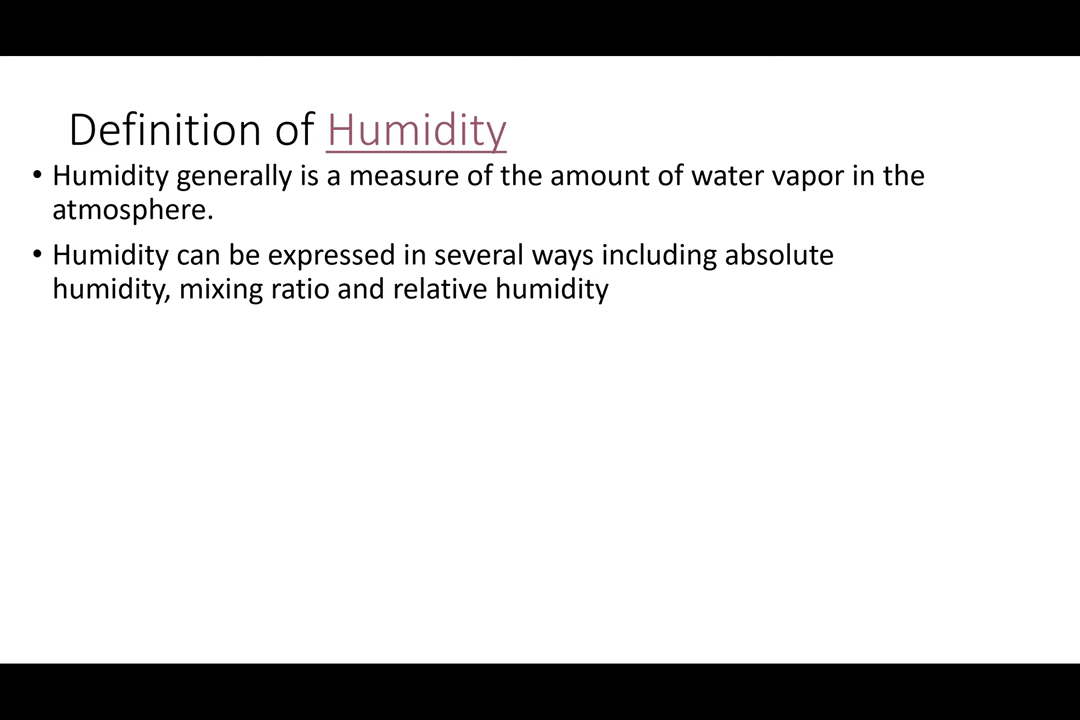 Definition of Humidity
• Humidity generally is a measure of the amount of water vapor in the
atmosphere.
• Humidity can be expressed in several ways including absolute
humidity, mixing ratio and relative humidity